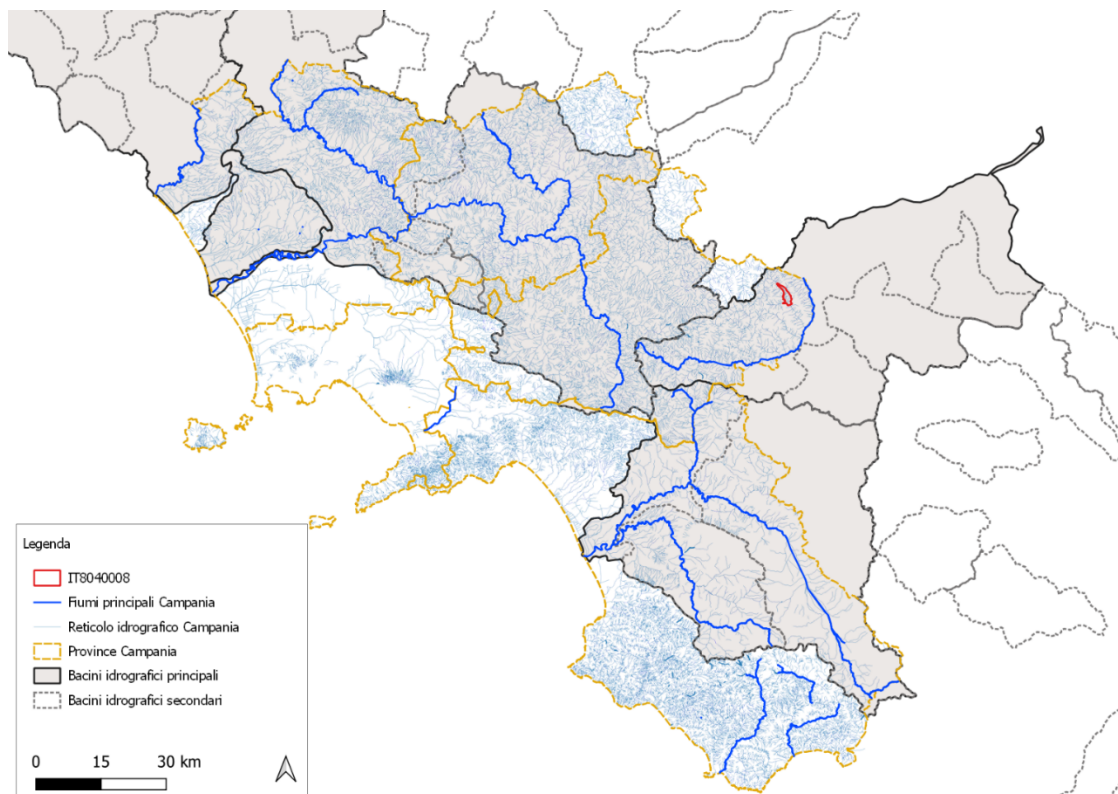 Legenda
IT8040008
Fiumi principali Campania
Reticolo idrografico Campania
Province Campania
Bacini idrografici principali
Bacini idrografici secondari
0 15 30 km